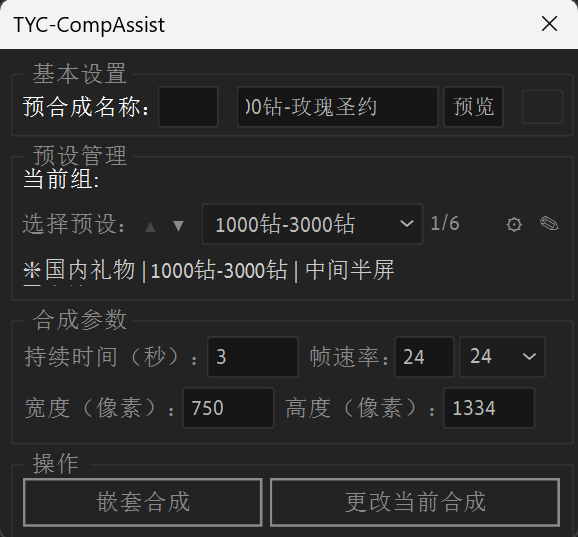 TYC-CompAssist
基本设置
预合成名称： 00钻-玫瑰圣约 预览
预设管理
当前组:
选择预设： ▲ ▼ 1000钻-3000钻 1/6
❈国内礼物 | 1000钻-3000钻 | 中间半屏
合成参数
持续时间（秒）: 3 帧速率: 24 24
宽度（像素）: 750 高度（像素）: 1334
操作
嵌套合成 更改当前合成